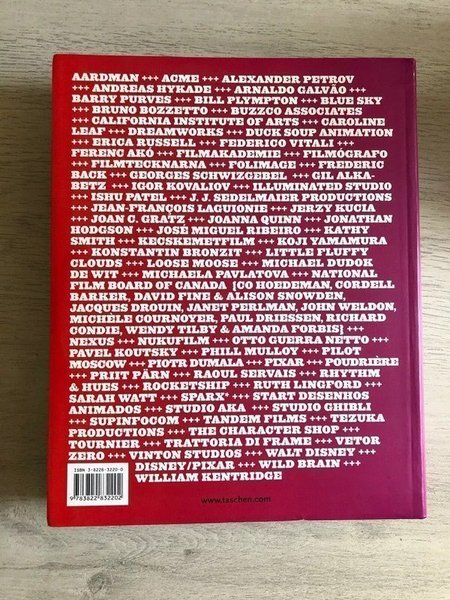 AARDMAN +++ ACME +++ ALEXANDER PETROV
+++ ANDREAS HYKADE +++ ARNALDO GALVÃO +++
BARRY PURVES +++ BILL PLYMPTON +++ BLUE SKY
+++ BRUNO BOZZETTO +++ BUZZCO ASSOCIATES
+++ CALIFORNIA INSTITUTE OF ARTS +++ CAROLINE
LEAF +++ DREAMWORKS +++ DUCK SOUP ANIMATION
+++ ERICA RUSSELL +++ FEDERICO VITALI +++
FERENC AKÓ +++ FILMAKADEMIE +++ FILMÓGRAFO
+++ FILMTECKNARNA +++ FOLIMAGE +++ FREDERIC
BACK +++ GEORGES SCHWIZGEBEL +++ GIL ALKA-
BETZ +++ IGOR KOVALIOV +++ ILLUMINATED STUDIO
+++ ISHU PATEL +++ J. J. SEDELMAIER PRODUCTIONS
+++ JEAN-FRANÇOIS LAGUIONIE +++ JERZY KUCIA
+++ JOAN C. GRATZ +++ JOANNA QUINN +++ JONATHAN
HODGSON +++ JOSÉ MIGUEL RIBEIRO +++ KATHY
SMITH +++ KECSKEMETFILM +++ KOJI YAMAMURA
+++ KONSTANTIN BRONZIT +++ LITTLE FLUFFY
CLOUDS +++ LOOSE MOOSE +++ MICHAEL DUDOK
DE WIT +++ MICHAELA PAVLATOVA +++ NATIONAL
FILM BOARD OF CANADA [CO HOEDEMAN, CORDELL
BARKER, DAVID FINE & ALISON SNOWDEN,
JACQUES DROUIN, JANET PERLMAN, JOHN WELDON,
MICHÈLE COURNOYER, PAUL DRIESSEN, RICHARD
CONDIE, WENDY TILBY & AMANDA FORBIS] +++
NEXUS +++ NUKUFILM +++ OTTO GUERRA NETTO +++
PAVEL KOUTSKY +++ PHILL MULLOY +++ PILOT
MOSCOW +++ PIOTR DUMALA +++ PIXAR +++ POUDRIÈRE
+++ PRIIT PÄRN +++ RAOUL SERVAIS +++ RHYTHM
& HUES +++ ROCKETSHIP +++ RUTH LINGFORD +++
SARAH WATT +++ SPARX* +++ START DESENHOS
ANIMADOS +++ STUDIO AKA +++ STUDIO GHIBLI
+++ SUPINFOCOM +++ TANDEM FILMS +++ TEZUKA
PRODUCTIONS +++ THE CHARACTER SHOP +++
TOURNIER +++ TRATTORIA DI FRAME +++ VETOR
ZERO +++ VINTON STUDIOS +++ WALT DISNEY +++
DISNEY/PIXAR +++ WILD BRAIN +++
WILLIAM KENTRIDGE
ISBN 3-8228-3220-0
9 783822 832202
www.taschen.com